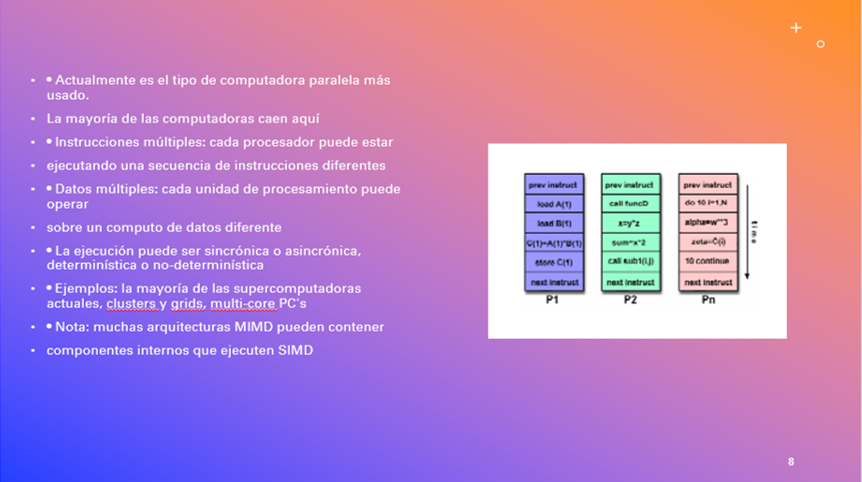 • • Actualmente es el tipo de computadora paralela más
usado.
• La mayoría de las computadoras caen aquí
• • Instrucciones múltiples: cada procesador puede estar
• ejecutando una secuencia de instrucciones diferentes
• • Datos múltiples: cada unidad de procesamiento puede
operar
• sobre un computo de datos diferente
• • La ejecución puede ser sincrónica o asincrónica,
determinística o no-determinística
• • Ejemplos: la mayoría de las supercomputadoras
actuales, clusters y grids, multi-core PC's
• • Nota: muchas arquitecturas MIMD pueden contener
• componentes internos que ejecuten SIMD
prev instruct
load A(1)
load B(1)
C(1)=A(1)*B(1)
store C(1)
next instruct
P1
prev instruct
call funcD
x=y*z
sum=x*2
call sub1(i,j)
next instruct
P2
prev instruct
do 10 i=1,N
alpha=w**3
zeta=C(i)
10 continue
next instruct
Pn
time
8